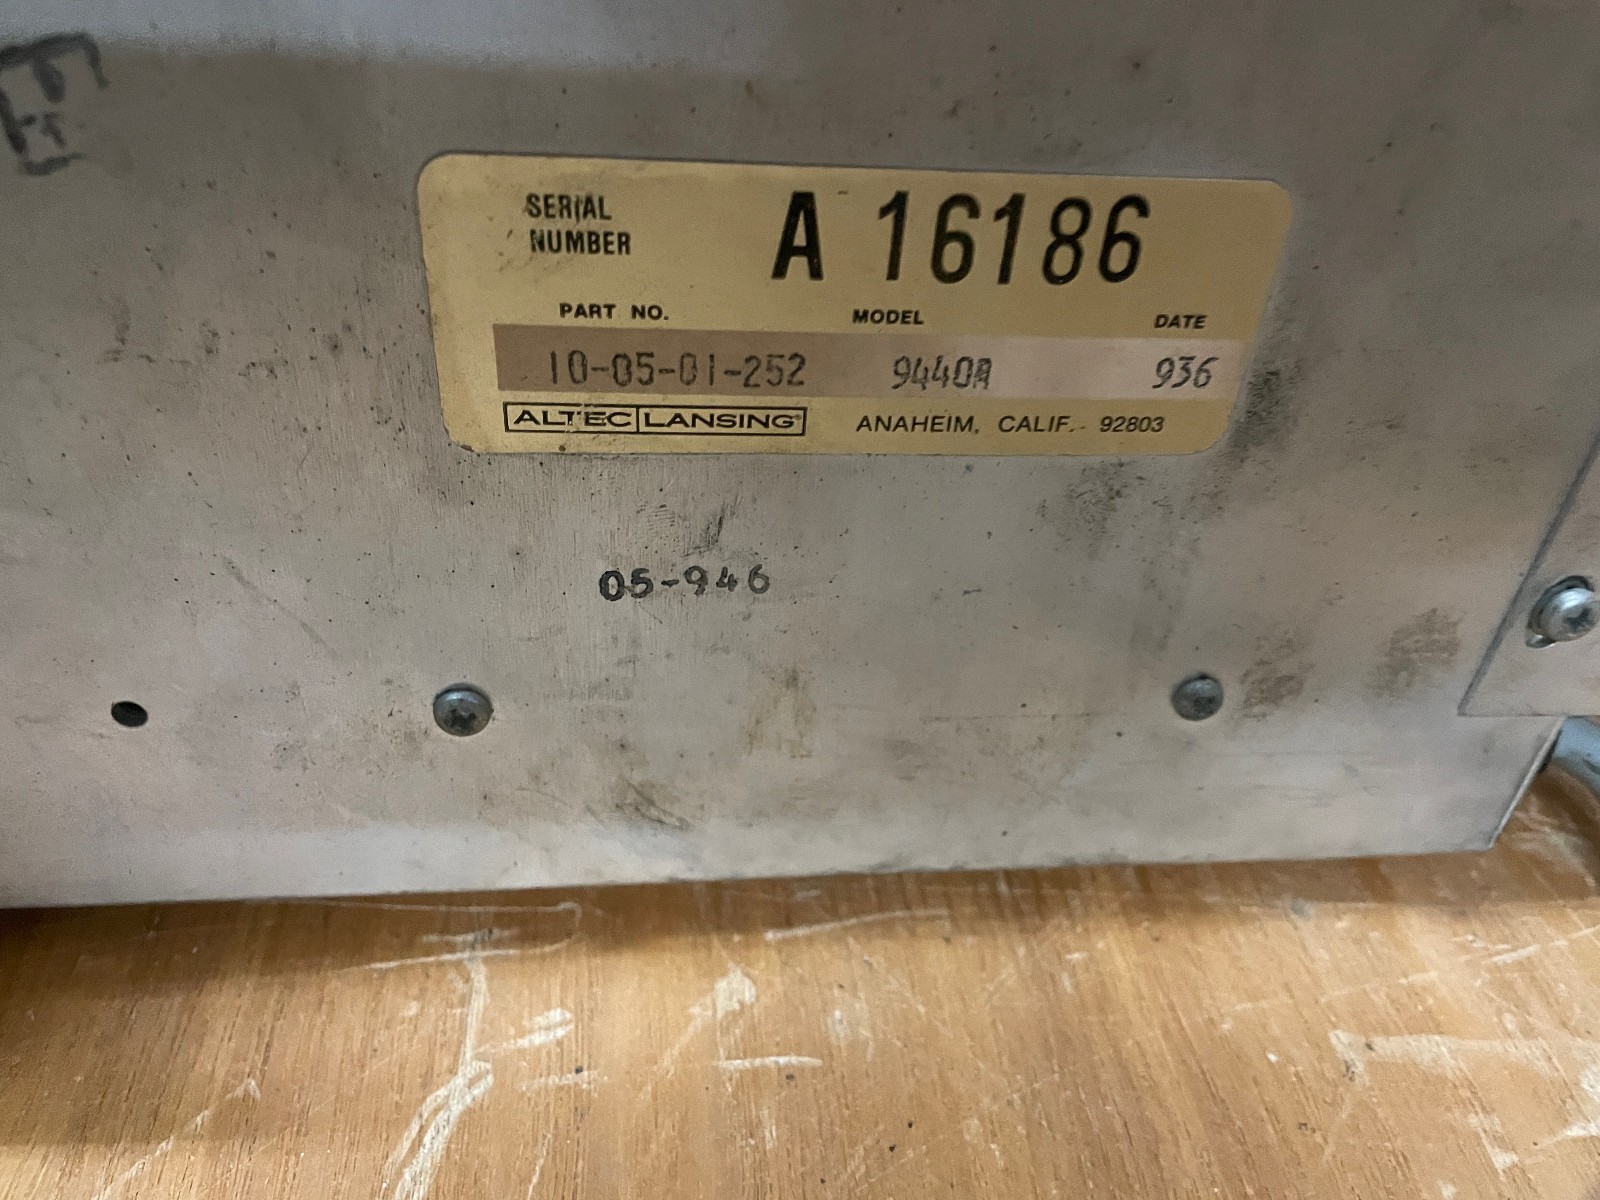 SERIAL
NUMBER
A 16186
PART NO. MODEL DATE
10-05-01-252 9440A 936
ALTEC LANSING® ANAHEIM, CALIF. 92803
05-946